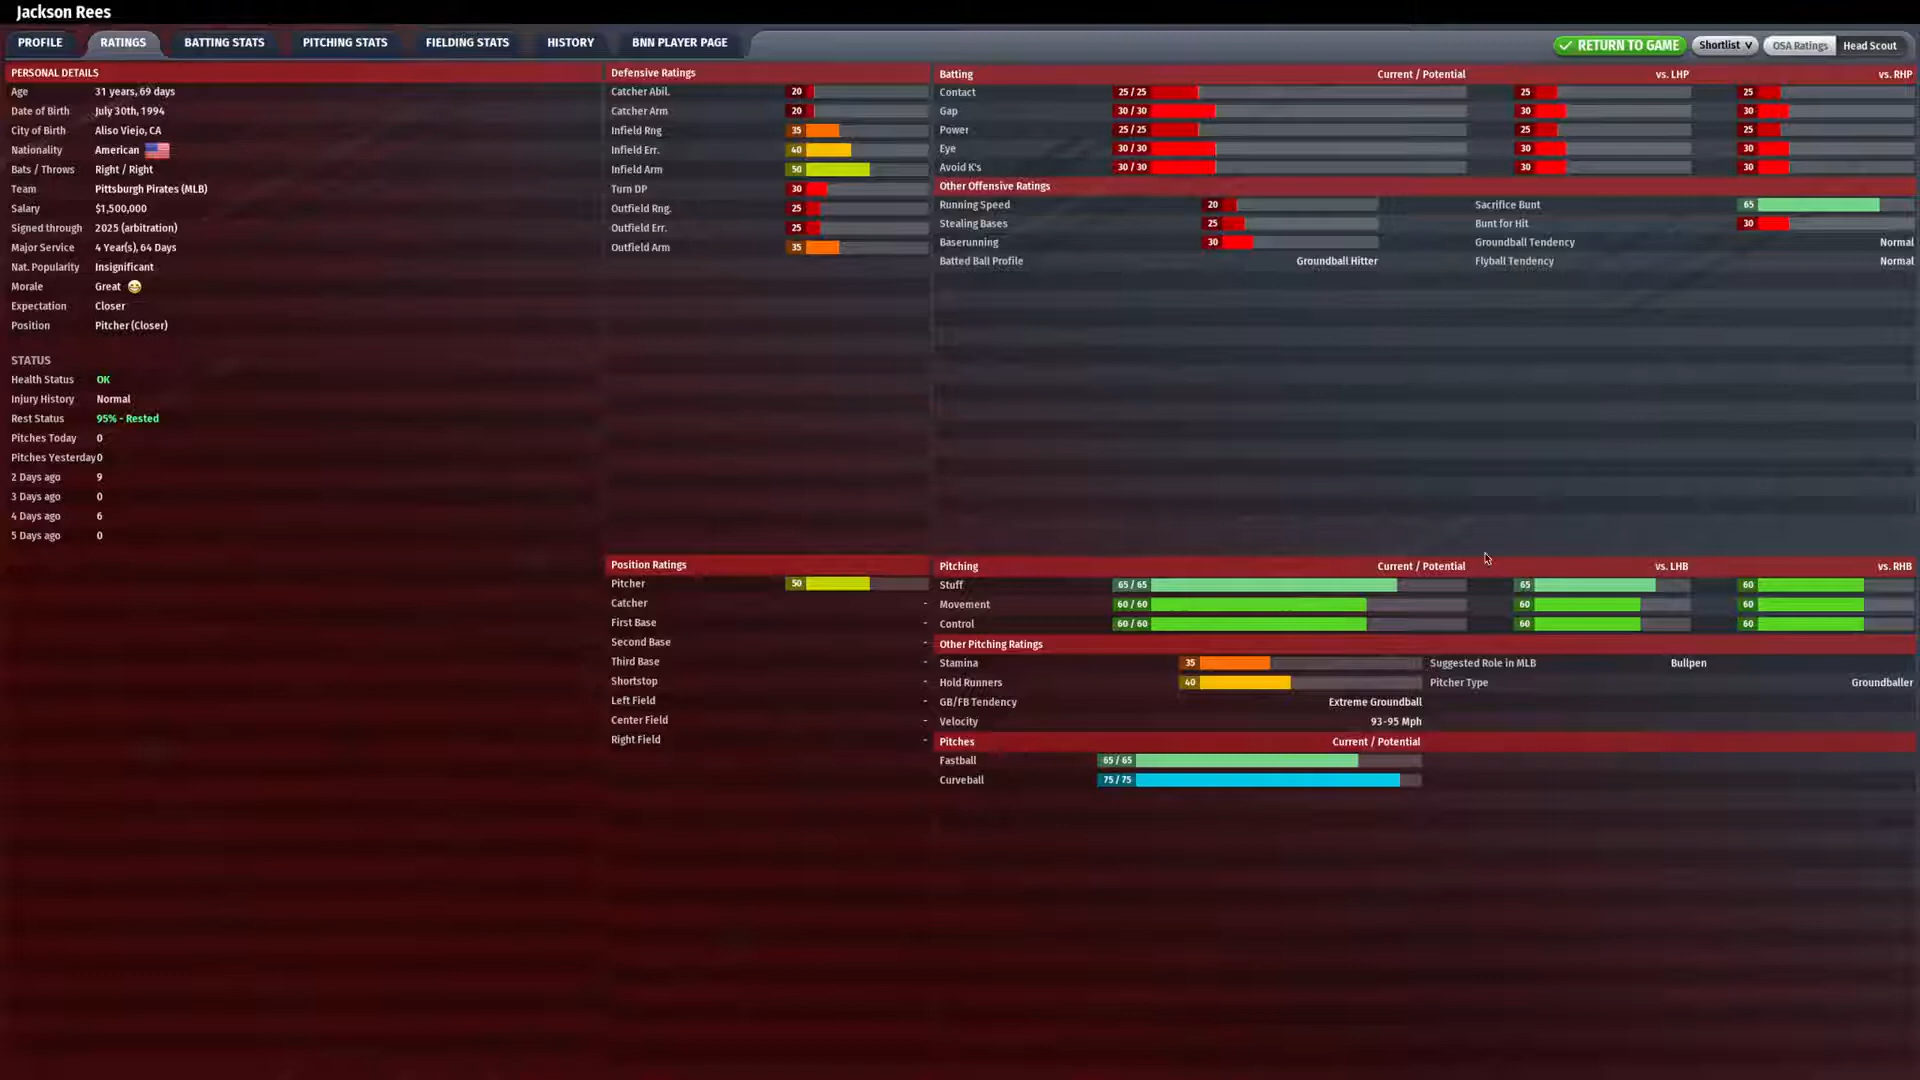 Jackson Rees
PROFILE
RATINGS
BATTING STATS
PITCHING STATS
FIELDING STATS
HISTORY
BNN PLAYER PAGE
RETURN TO GAME
Shortlist V
OSA Ratings
Head Scout
PERSONAL DETAILS
Age 31 years, 69 days
Date of Birth July 30th, 1994
City of Birth Aliso Viejo, CA
Nationality American
Bats / Throws Right / Right
Team Pittsburgh Pirates (MLB)
Salary $1,500,000
Signed through 2025 (arbitration)
Major Service 4 Year(s), 64 Days
Nat. Popularity Insignificant
Morale Great
Expectation Closer
Position Pitcher (Closer)
STATUS
Health Status OK
Injury History Normal
Rest Status 95% - Rested
Pitches Today 0
Pitches Yesterday 0
2 Days ago 9
3 Days ago 0
4 Days ago 6
5 Days ago 0
Defensive Ratings
Catcher Abil. 20
Catcher Arm 20
Infield Rng 35
Infield Err. 40
Infield Arm 50
Turn DP 30
Outfield Rng. 25
Outfield Err. 25
Outfield Arm 35
Position Ratings
Pitcher 50
Catcher -
First Base -
Second Base -
Third Base -
Shortstop -
Left Field -
Center Field -
Right Field -
Batting Current / Potential vs. LHP vs. RHP
Contact 25 / 25 25 25
Gap 30 / 30 30 30
Power 25 / 25 25 25
Eye 30 / 30 30 30
Avoid K's 30 / 30 30 30
Other Offensive Ratings
Running Speed 20 Sacrifice Bunt 65
Stealing Bases 25 Bunt for Hit 30
Baserunning 30 Groundball Tendency Normal
Batted Ball Profile Groundball Hitter Flyball Tendency Normal
Pitching Current / Potential vs. LHB vs. RHB
Stuff 65 / 65 65 60
Movement 60 / 60 60 60
Control 60 / 60 60 60
Other Pitching Ratings
Stamina 35 Suggested Role in MLB Bullpen
Hold Runners 40 Pitcher Type Groundballer
GB/FB Tendency Extreme Groundball
Velocity 93-95 Mph
Pitches Current / Potential
Fastball 65 / 65
Curveball 75 / 75